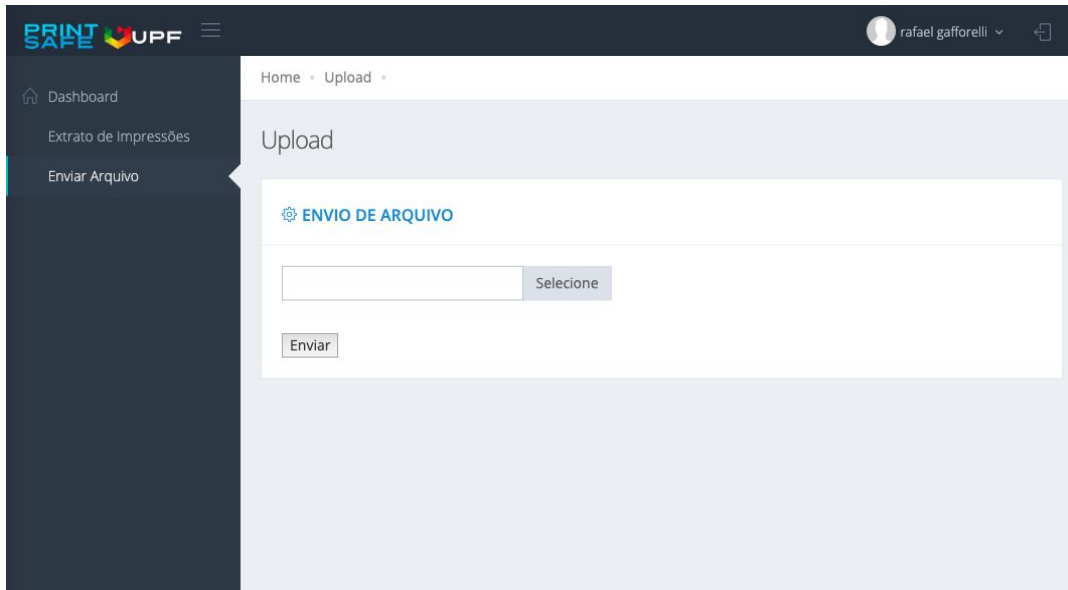 PRINT SAFE UPF
rafael gafforelli
Home Upload
Dashboard
Extrato de Impressões
Enviar Arquivo
Upload
ENVIO DE ARQUIVO
Selecione
Enviar